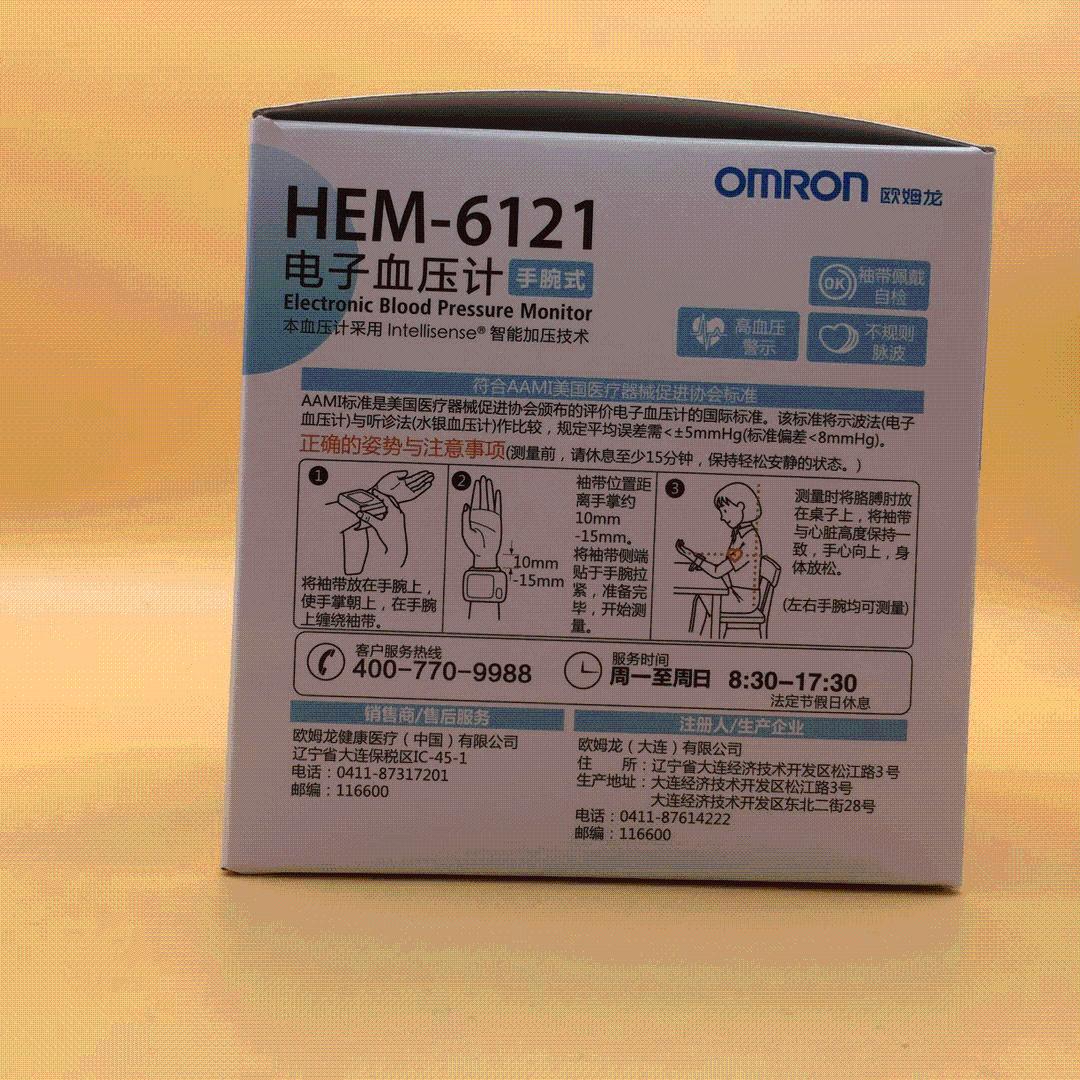 OMRON 欧姆龙
HEM-6121
电子血压计 手腕式
Electronic Blood Pressure Monitor
本血压计采用 Intellisense® 智能加压技术
OK 袖带佩戴
自检
高血压
警示
不规则
脉波
符合AAMI美国医疗器械促进协会标准
AAMI标准是美国医疗器械促进协会颁布的评价电子血压计的国际标准。该标准将示波法(电子
血压计)与听诊法(水银血压计)作比较，规定平均误差需<±5mmHg(标准偏差<8mmHg)。
正确的姿势与注意事项(测量前，请休息至少15分钟，保持轻松安静的状态。)
1
将袖带放在手腕上，
使手掌朝上，在手腕
上缠绕袖带。
2
10mm
-15mm
袖带位置距
离手掌约
10mm
-15mm。
将袖带侧端
贴于手腕拉
紧，准备完
毕，开始测
量。
3
测量时将胳膊肘放
在桌子上，将袖带
与心脏高度保持一
致，手心向上，身
体放松。
(左右手腕均可测量)
客户服务热线
400-770-9988
服务时间
周一至周日 8:30-17:30
法定节假日休息
销售商/售后服务
欧姆龙健康医疗（中国）有限公司
辽宁省大连保税区IC-45-1
电话：0411-87317201
邮编：116600
注册人/生产企业
欧姆龙（大连）有限公司
住 所：辽宁省大连经济技术开发区松江路3号
生产地址：大连经济技术开发区松江路3号
大连经济技术开发区东北二街28号
电话：0411-87614222
邮编：116600